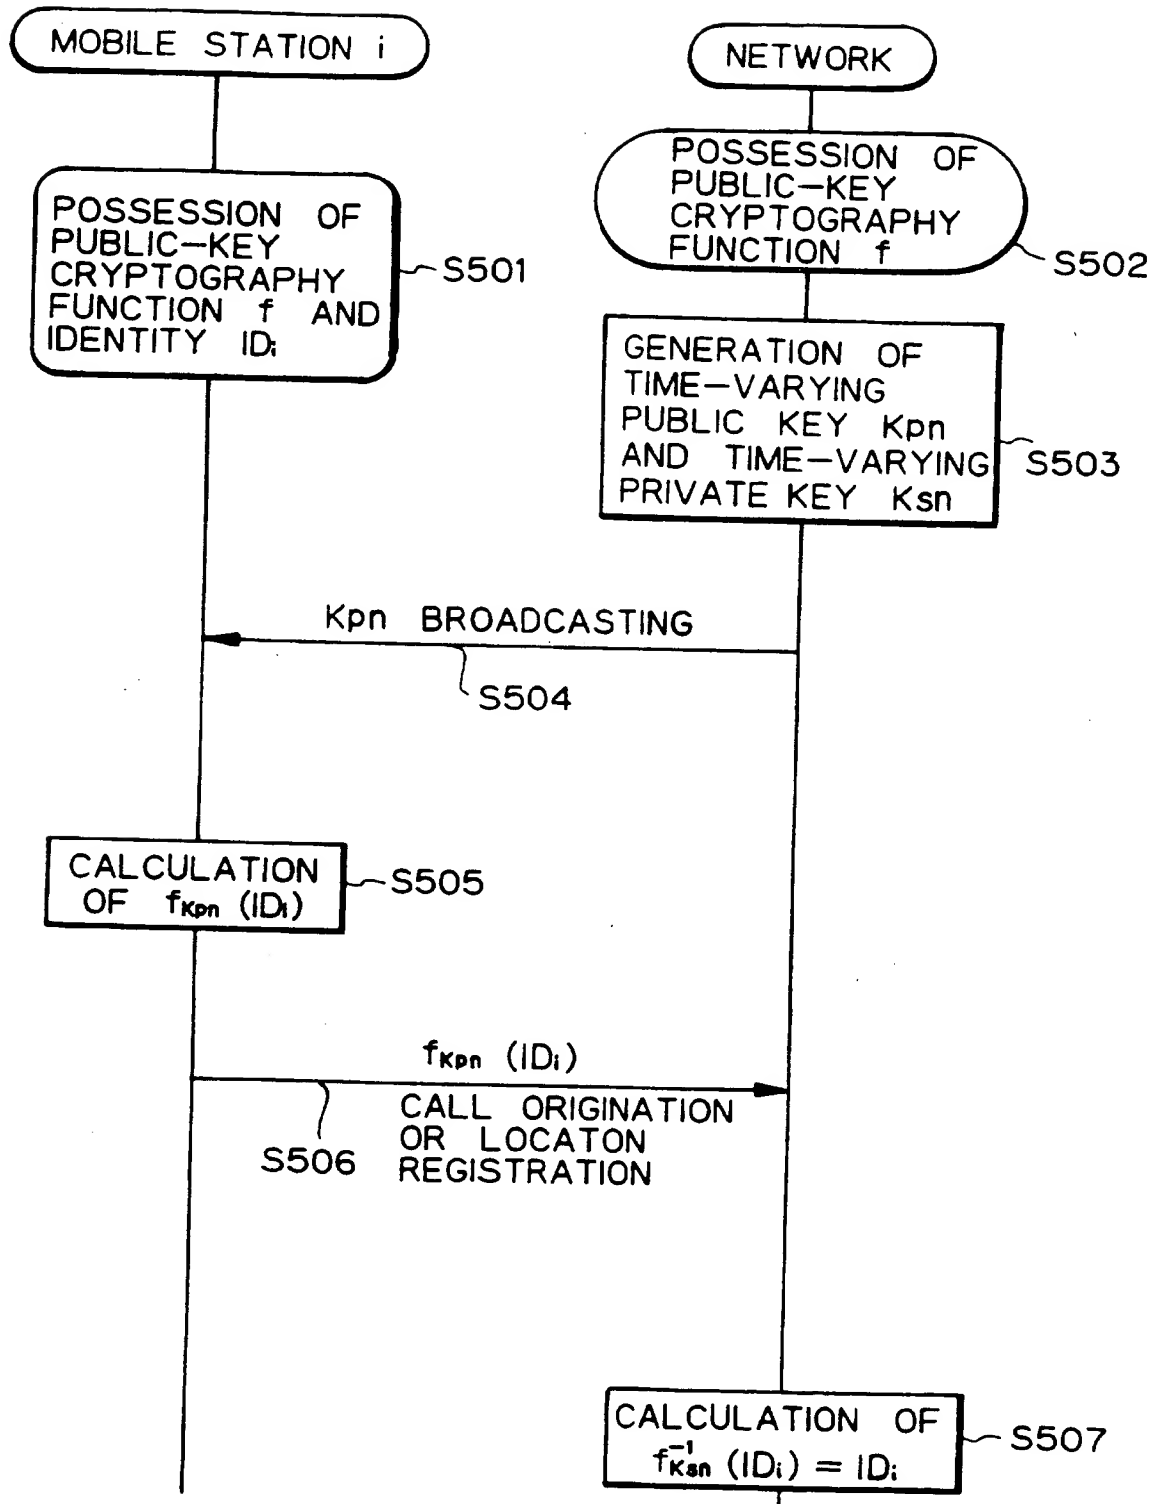 MOBILE STATION i
NETWORK
POSSESSION OF
PUBLIC-KEY
CRYPTOGRAPHY
FUNCTION f AND
IDENTITY IDi
S501
POSSESSION OF
PUBLIC-KEY
CRYPTOGRAPHY
FUNCTION f
S502
GENERATION OF
TIME-VARYING
PUBLIC KEY Kpn
AND TIME-VARYING
PRIVATE KEY Ksn
S503
Kpn BROADCASTING
S504
CALCULATION
OF fKpn (IDi)
S505
fKpn (IDi)
S506
CALL ORIGINATION
OR LOCATON
REGISTRATION
CALCULATION OF
f⁻¹Ksn (IDi) = IDi
S507